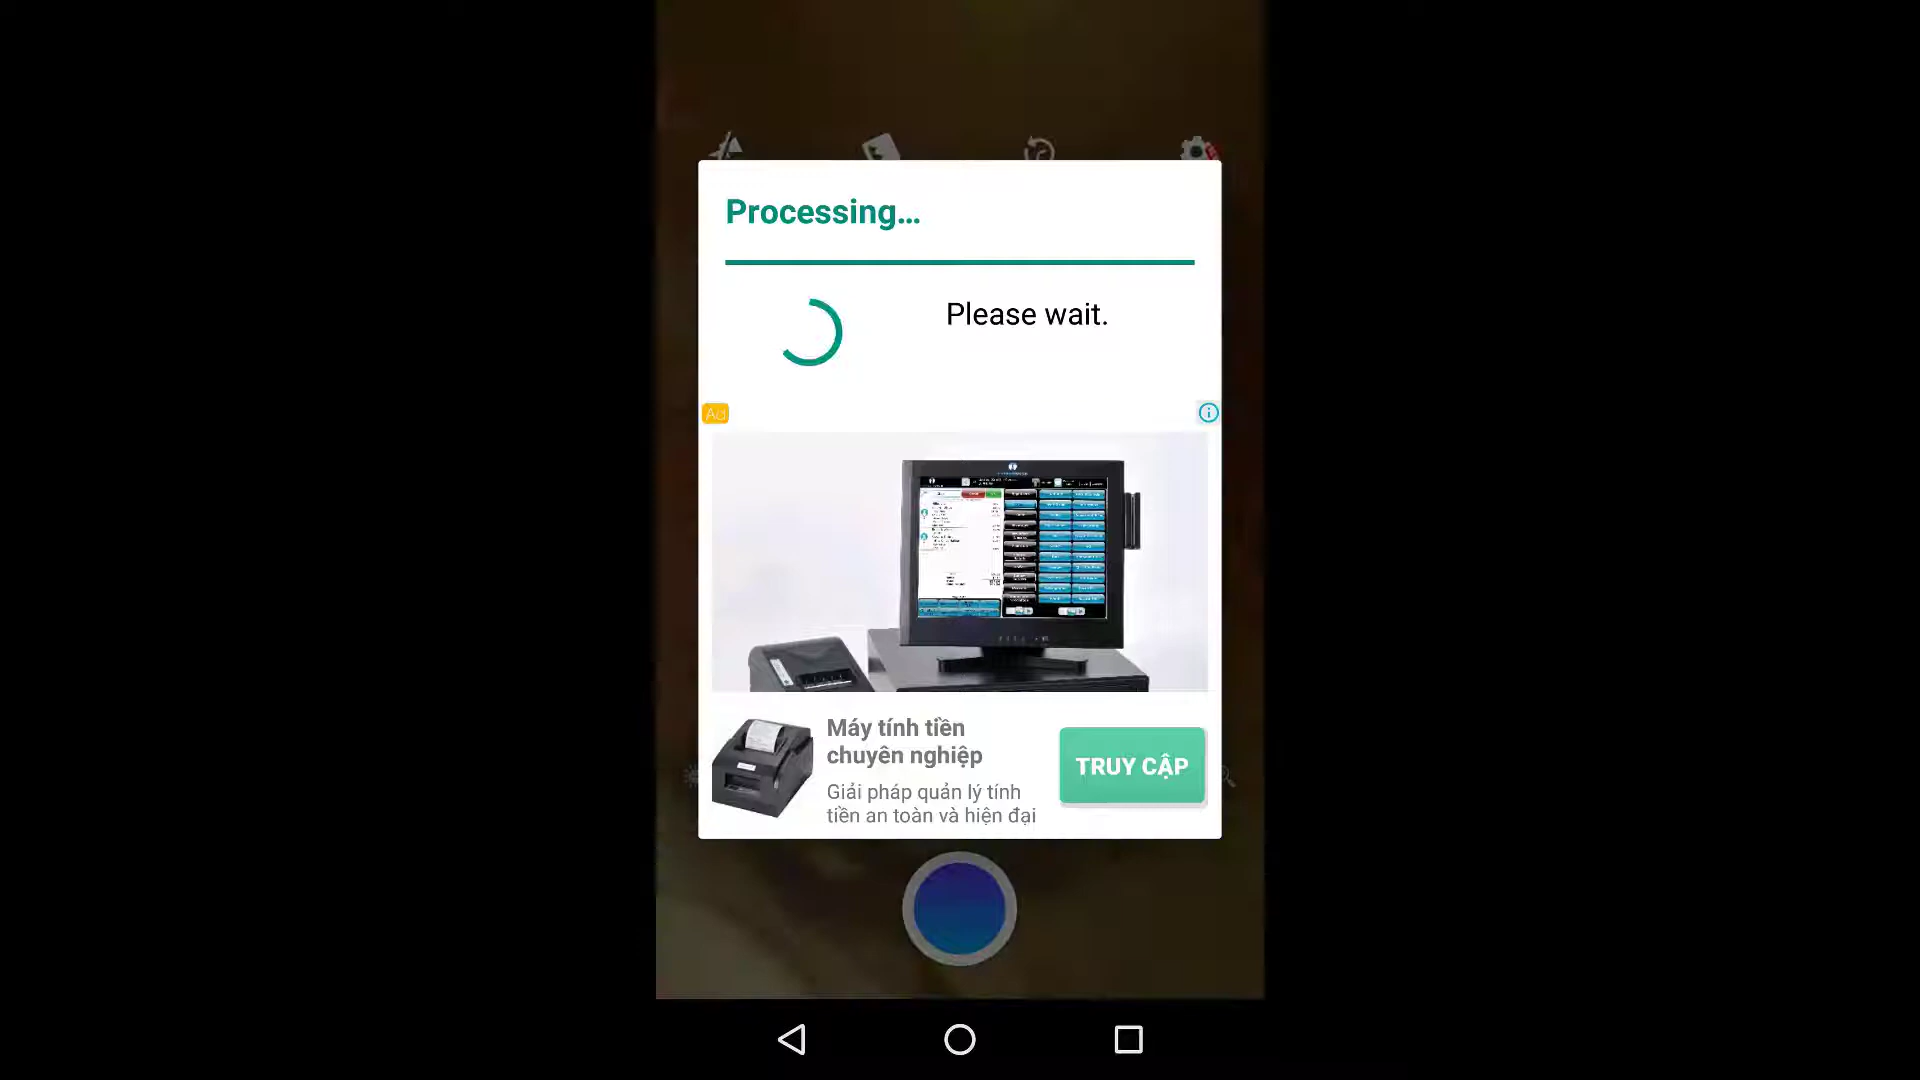 Processing...
Please wait.
Ad
Máy tính tiền
chuyên nghiệp
Giải pháp quản lý tính
tiền an toàn và hiện đại
TRUY CẬP